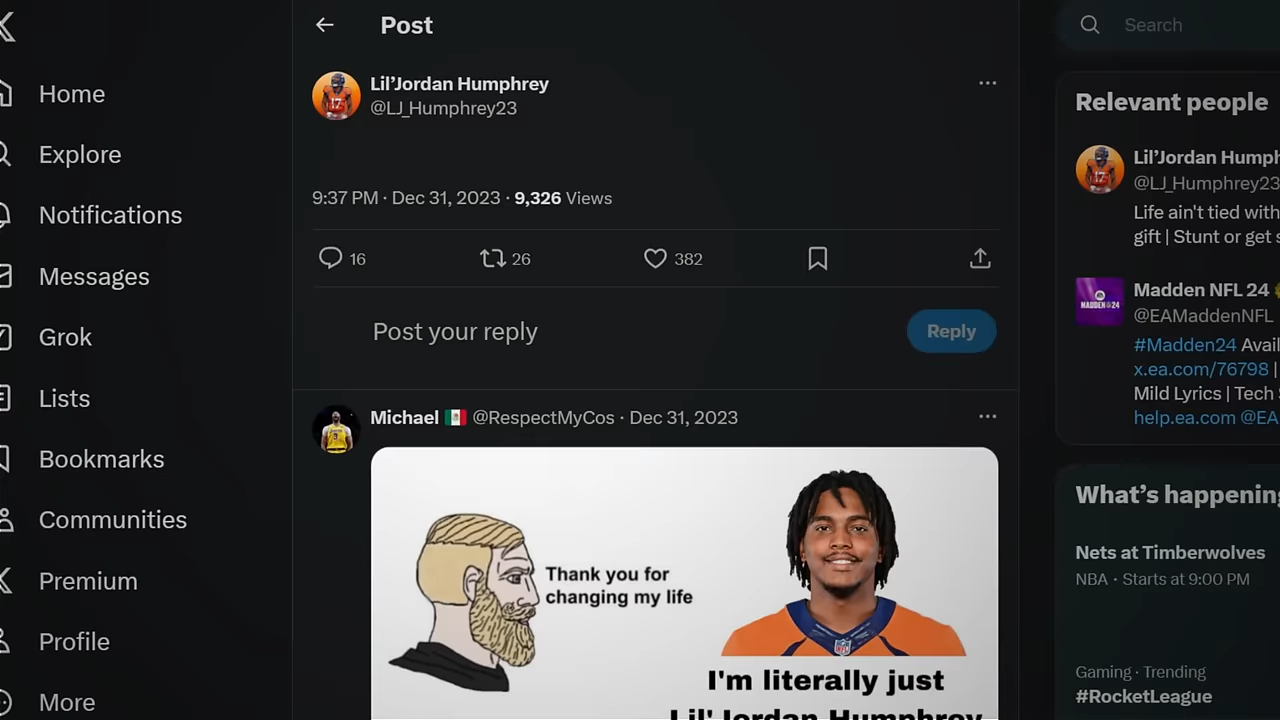 Home
Explore
Notifications
Messages
Grok
Lists
Bookmarks
Communities
Premium
Profile
More
Post
Lil’Jordan Humphrey
@LJ_Humphrey23
9:37 PM · Dec 31, 2023 · 9,326 Views
16 26 382
Post your reply
Reply
Michael 🇲🇽 @RespectMyCos · Dec 31, 2023
Thank you for
changing my life
I'm literally just
Lil' Jordan Humphrey
Search
Relevant people
Lil’Jordan Humph
@LJ_Humphrey23
Life ain't tied with
gift | Stunt or get s
Madden NFL 24
@EAMaddenNFL
#Madden24 Avail
x.ea.com/76798 |
Mild Lyrics | Tech S
help.ea.com @EA
MADDEN 24
What’s happening
Nets at Timberwolves
NBA · Starts at 9:00 PM
Gaming · Trending
#RocketLeague